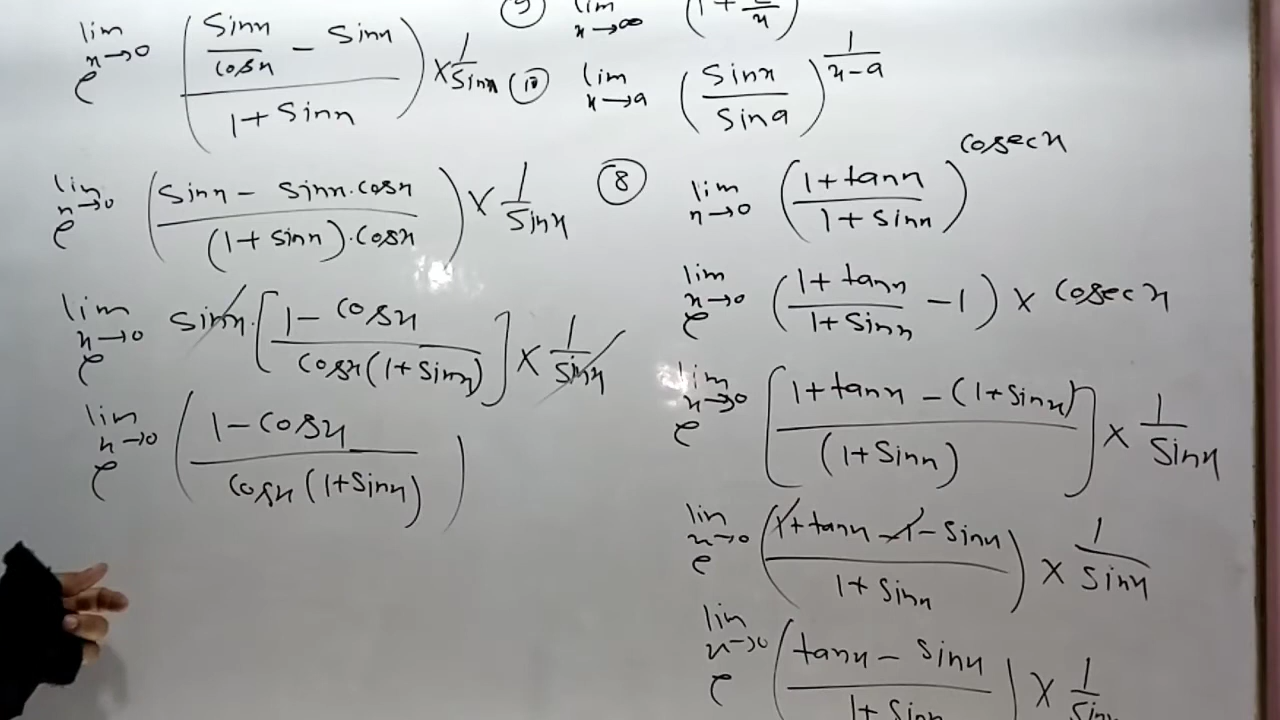 lim x→∞ (1 + /x)
⑩ lim x→a (sinx/sina)^(1/(x-a))
⑧ lim x→0 ((1+tanx)/(1+sinx))^cosecx
e^lim x→0 ((1+tanx)/(1+sinx) - 1) × cosecx
e^lim x→0 [(1+tanx-(1+sinx))/(1+sinx)] × 1/sinx
e^lim x→0 ((1+tanx-1-sinx)/(1+sinx)) × 1/sinx
e^lim x→0 ((tanx-sinx)/(1+sinx)) × 1/sinx
e^lim x→0 ((sinx/cosx - sinx)/(1+sinx)) × 1/sinx
e^lim x→0 ((sinx - sinx.cosx)/((1+sinx).cosx)) × 1/sinx
e^lim x→0 sinx.[(1-cosx)/(cosx(1+sinx))] × 1/sinx
e^lim x→0 ((1-cosx)/(cosx(1+sinx)))